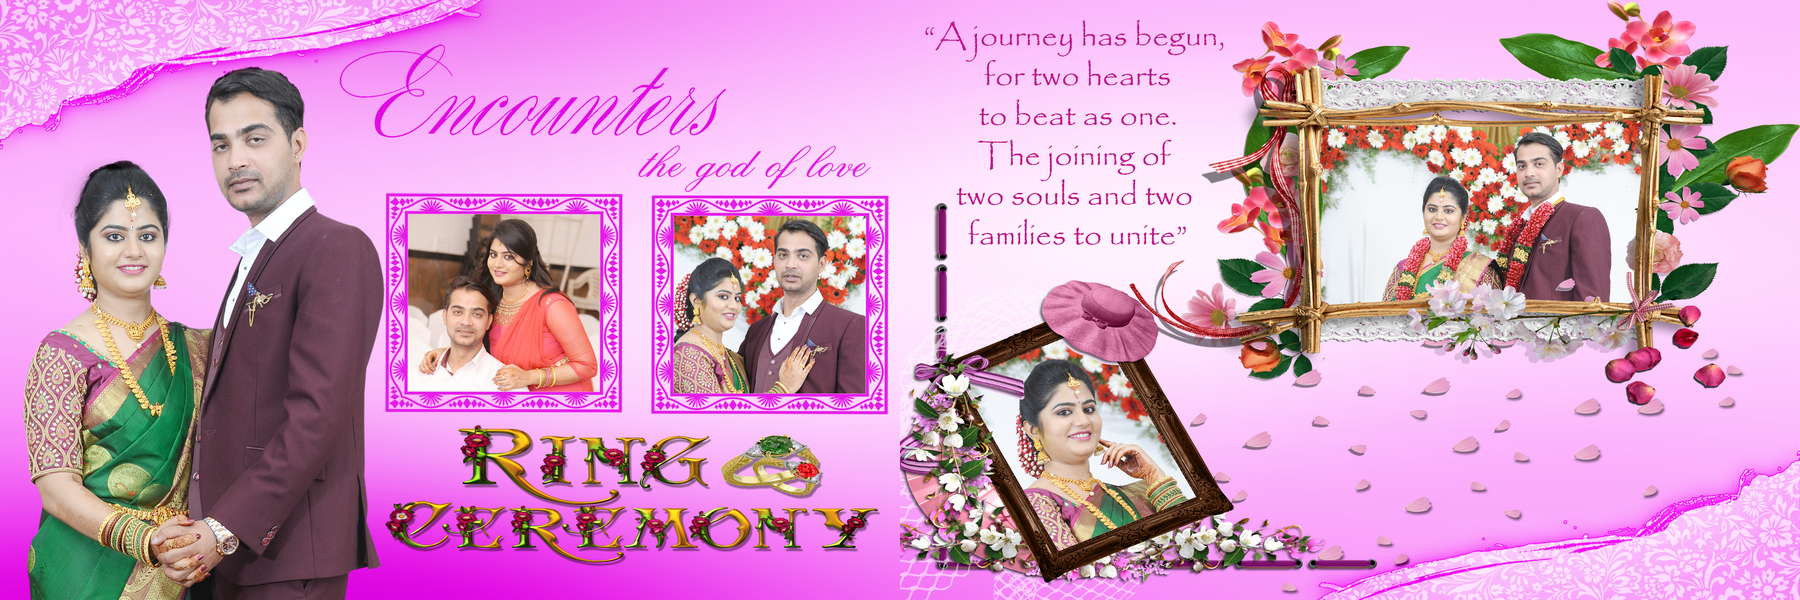 Encounters
the god of love
RING
CEREMONY
“A journey has begun,
for two hearts
to beat as one.
The joining of
two souls and two
families to unite”